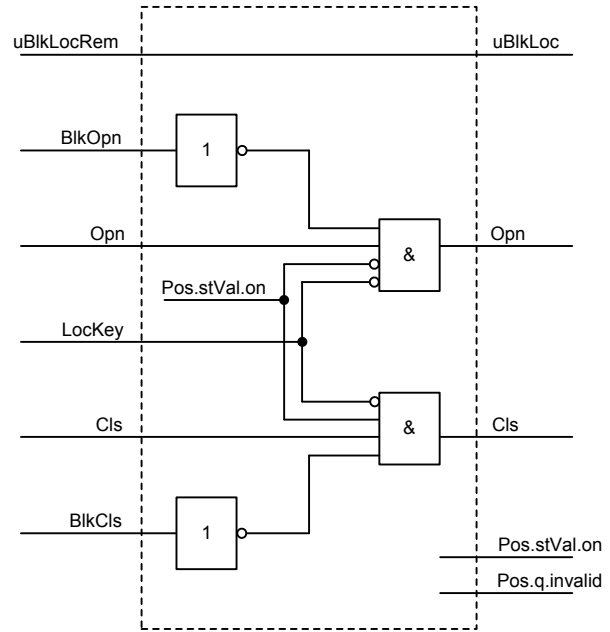 uBlkLocRem
uBlkLoc
BlkOpn
1
Opn
Opn
&
Pos.stVal.on
LocKey
Cls
Cls
&
BlkCls
1
Pos.stVal.on
Pos.q.invalid